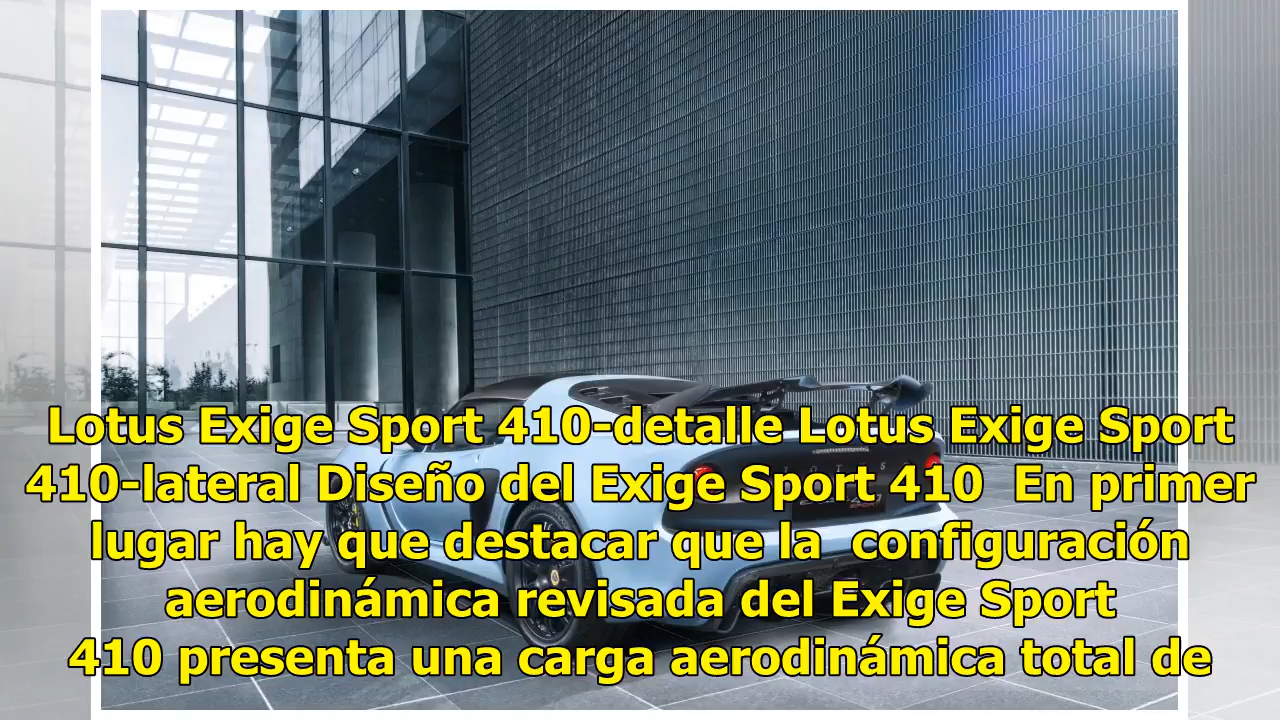 Lotus Exige Sport 410-detalle Lotus Exige Sport
410-lateral Diseño del Exige Sport 410  En primer
lugar hay que destacar que la  configuración
aerodinámica revisada del Exige Sport
410 presenta una carga aerodinámica total de
LOTUS